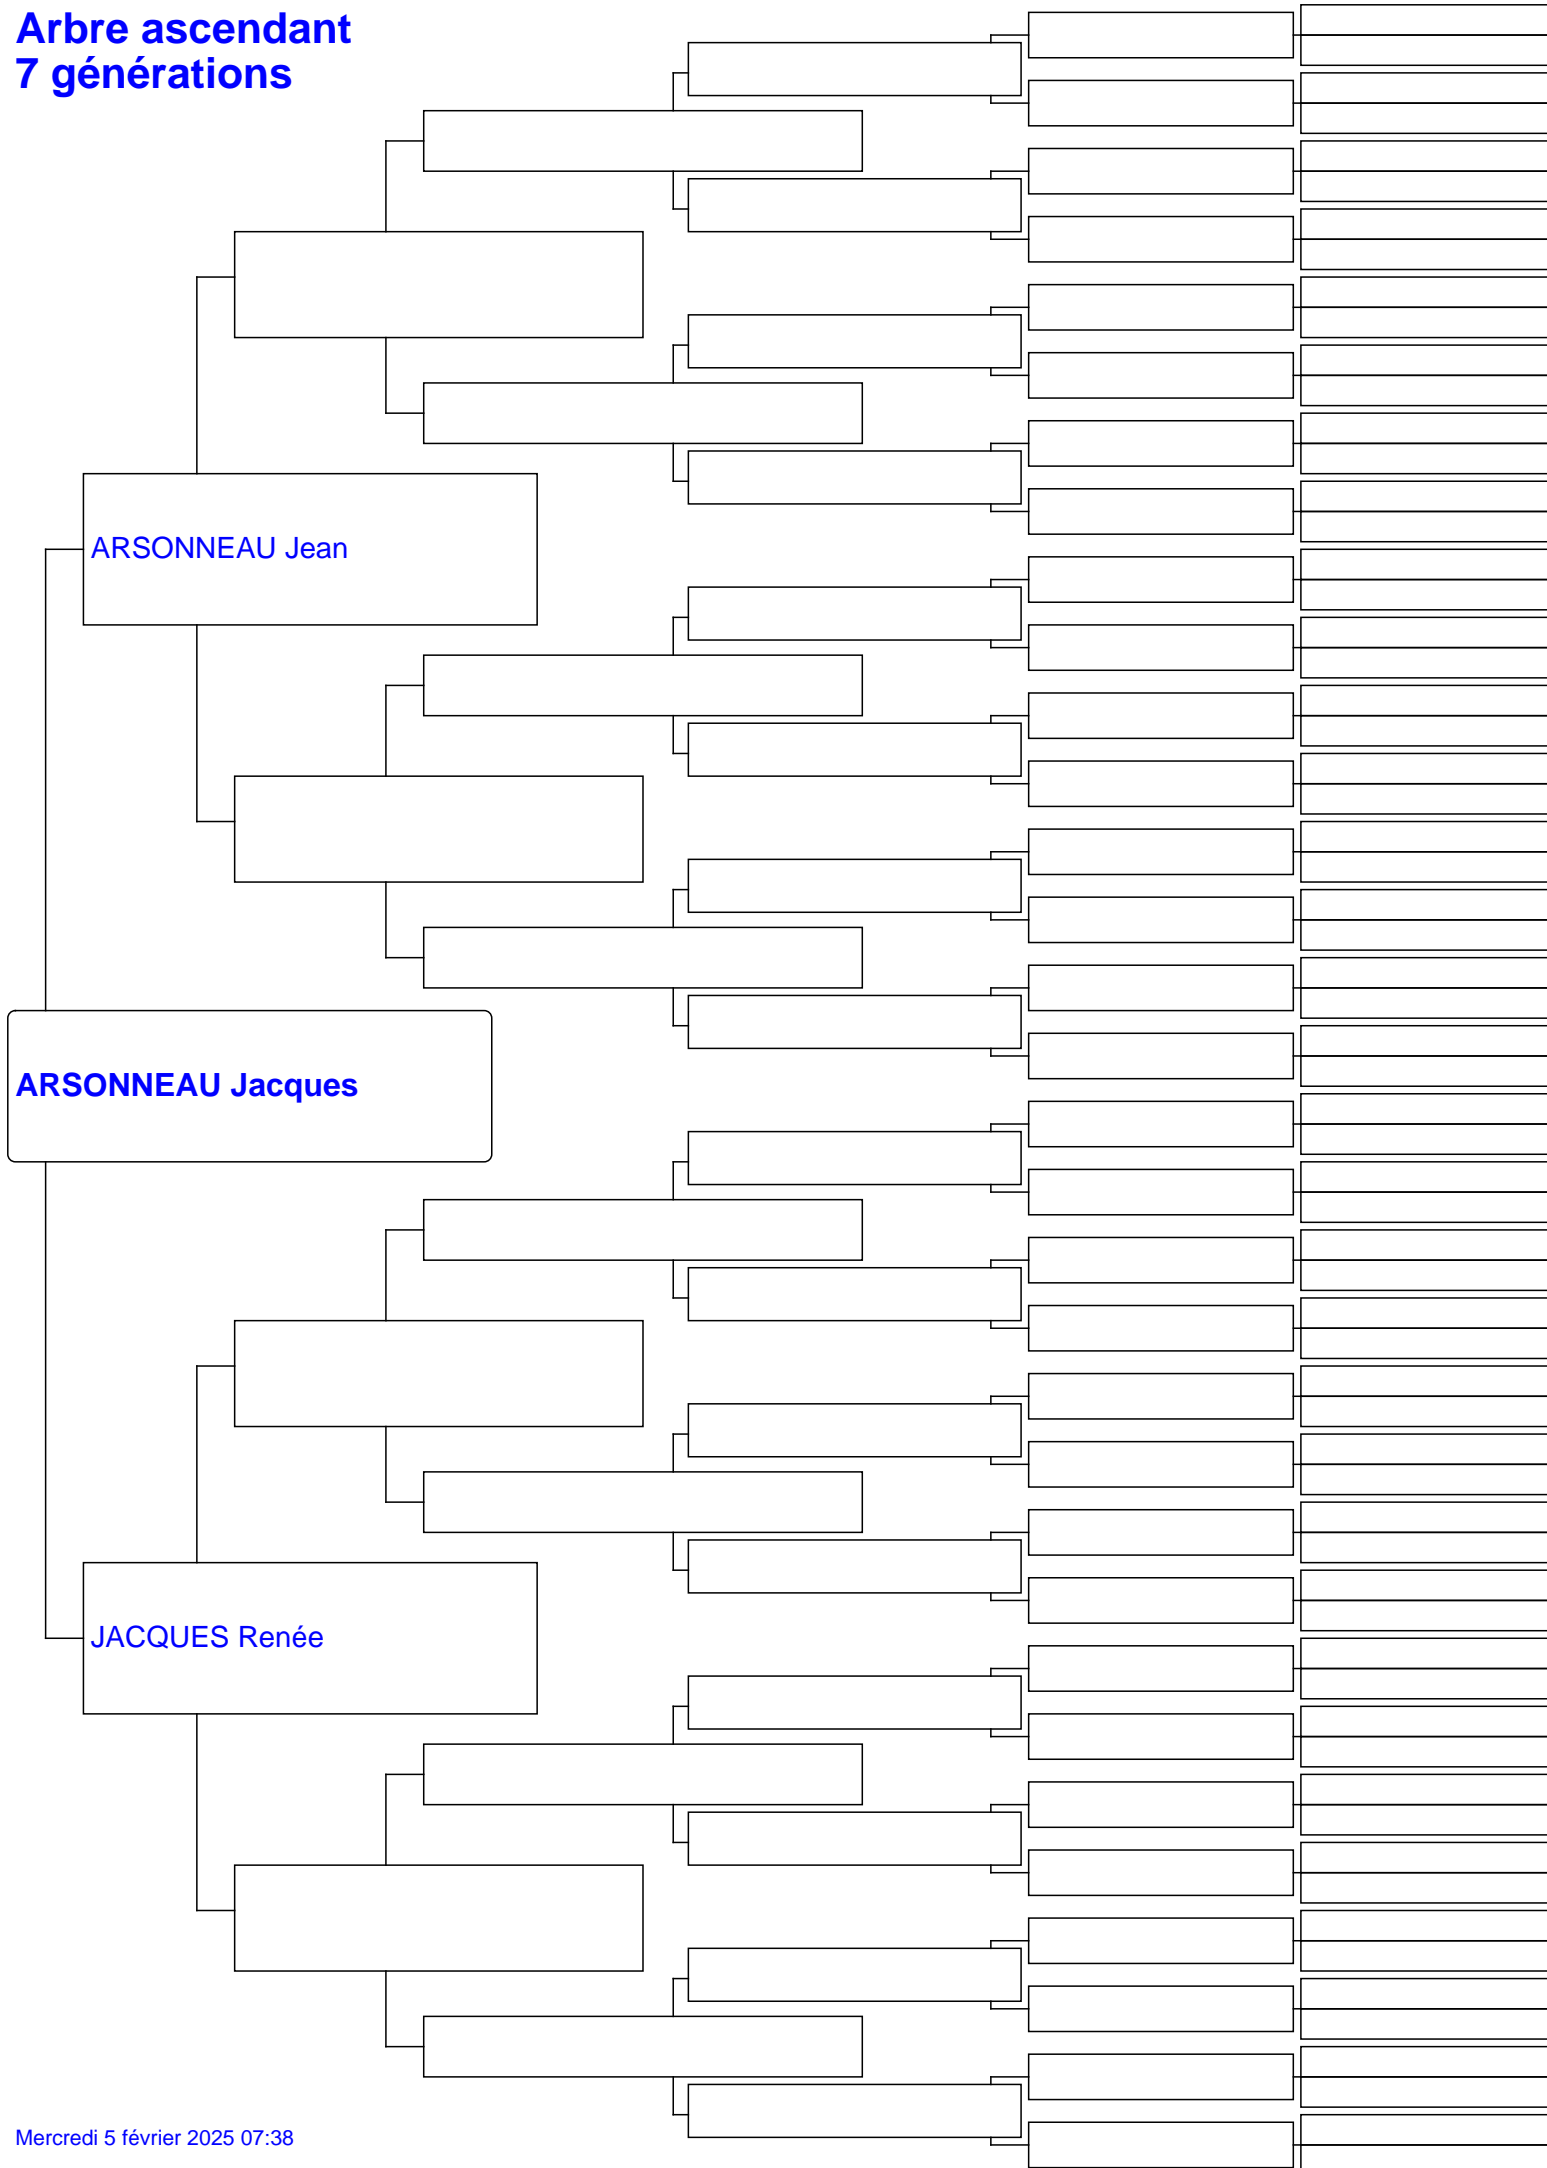 Arbre ascendant
7 générations
ARSONNEAU Jean
ARSONNEAU Jacques
JACQUES Renée
Mercredi 5 février 2025 07:38